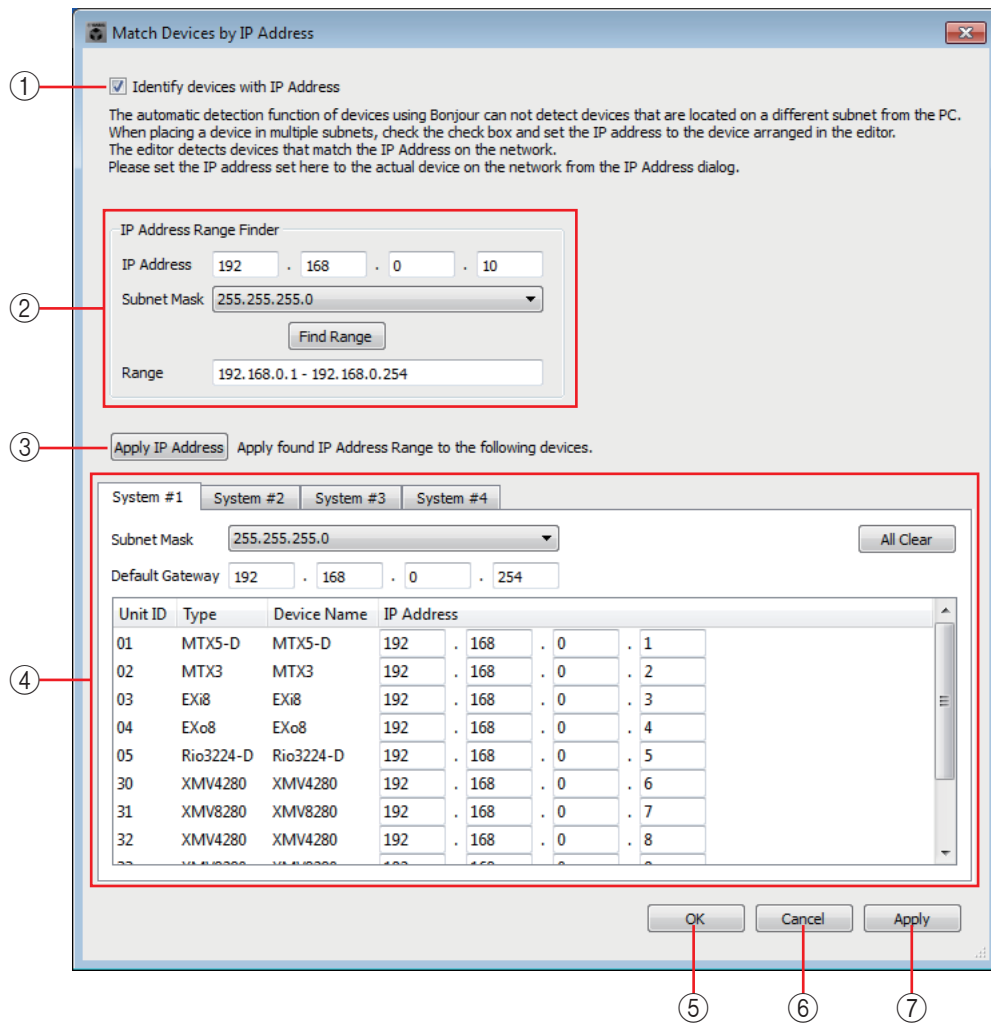 Match Devices by IP Address
① Identify devices with IP Address
The automatic detection function of devices using Bonjour can not detect devices that are located on a different subnet from the PC.
When placing a device in multiple subnets, check the check box and set the IP address to the device arranged in the editor.
The editor detects devices that match the IP Address on the network.
Please set the IP address set here to the actual device on the network from the IP Address dialog.
IP Address Range Finder
IP Address 192 . 168 . 0 . 10
② Subnet Mask 255.255.255.0
Find Range
Range 192.168.0.1 - 192.168.0.254
③ Apply IP Address Apply found IP Address Range to the following devices.
System #1 System #2 System #3 System #4
Subnet Mask 255.255.255.0 All Clear
Default Gateway 192 . 168 . 0 . 254
Unit ID Type Device Name IP Address
01 MTX5-D MTX5-D 192 . 168 . 0 . 1
④ 02 MTX3 MTX3 192 . 168 . 0 . 2
03 EXi8 EXi8 192 . 168 . 0 . 3
04 EXo8 EXo8 192 . 168 . 0 . 4
05 Rio3224-D Rio3224-D 192 . 168 . 0 . 5
30 XMV4280 XMV4280 192 . 168 . 0 . 6
31 XMV8280 XMV8280 192 . 168 . 0 . 7
32 XMV4280 XMV4280 192 . 168 . 0 . 8
OK Cancel Apply
⑤ ⑥ ⑦